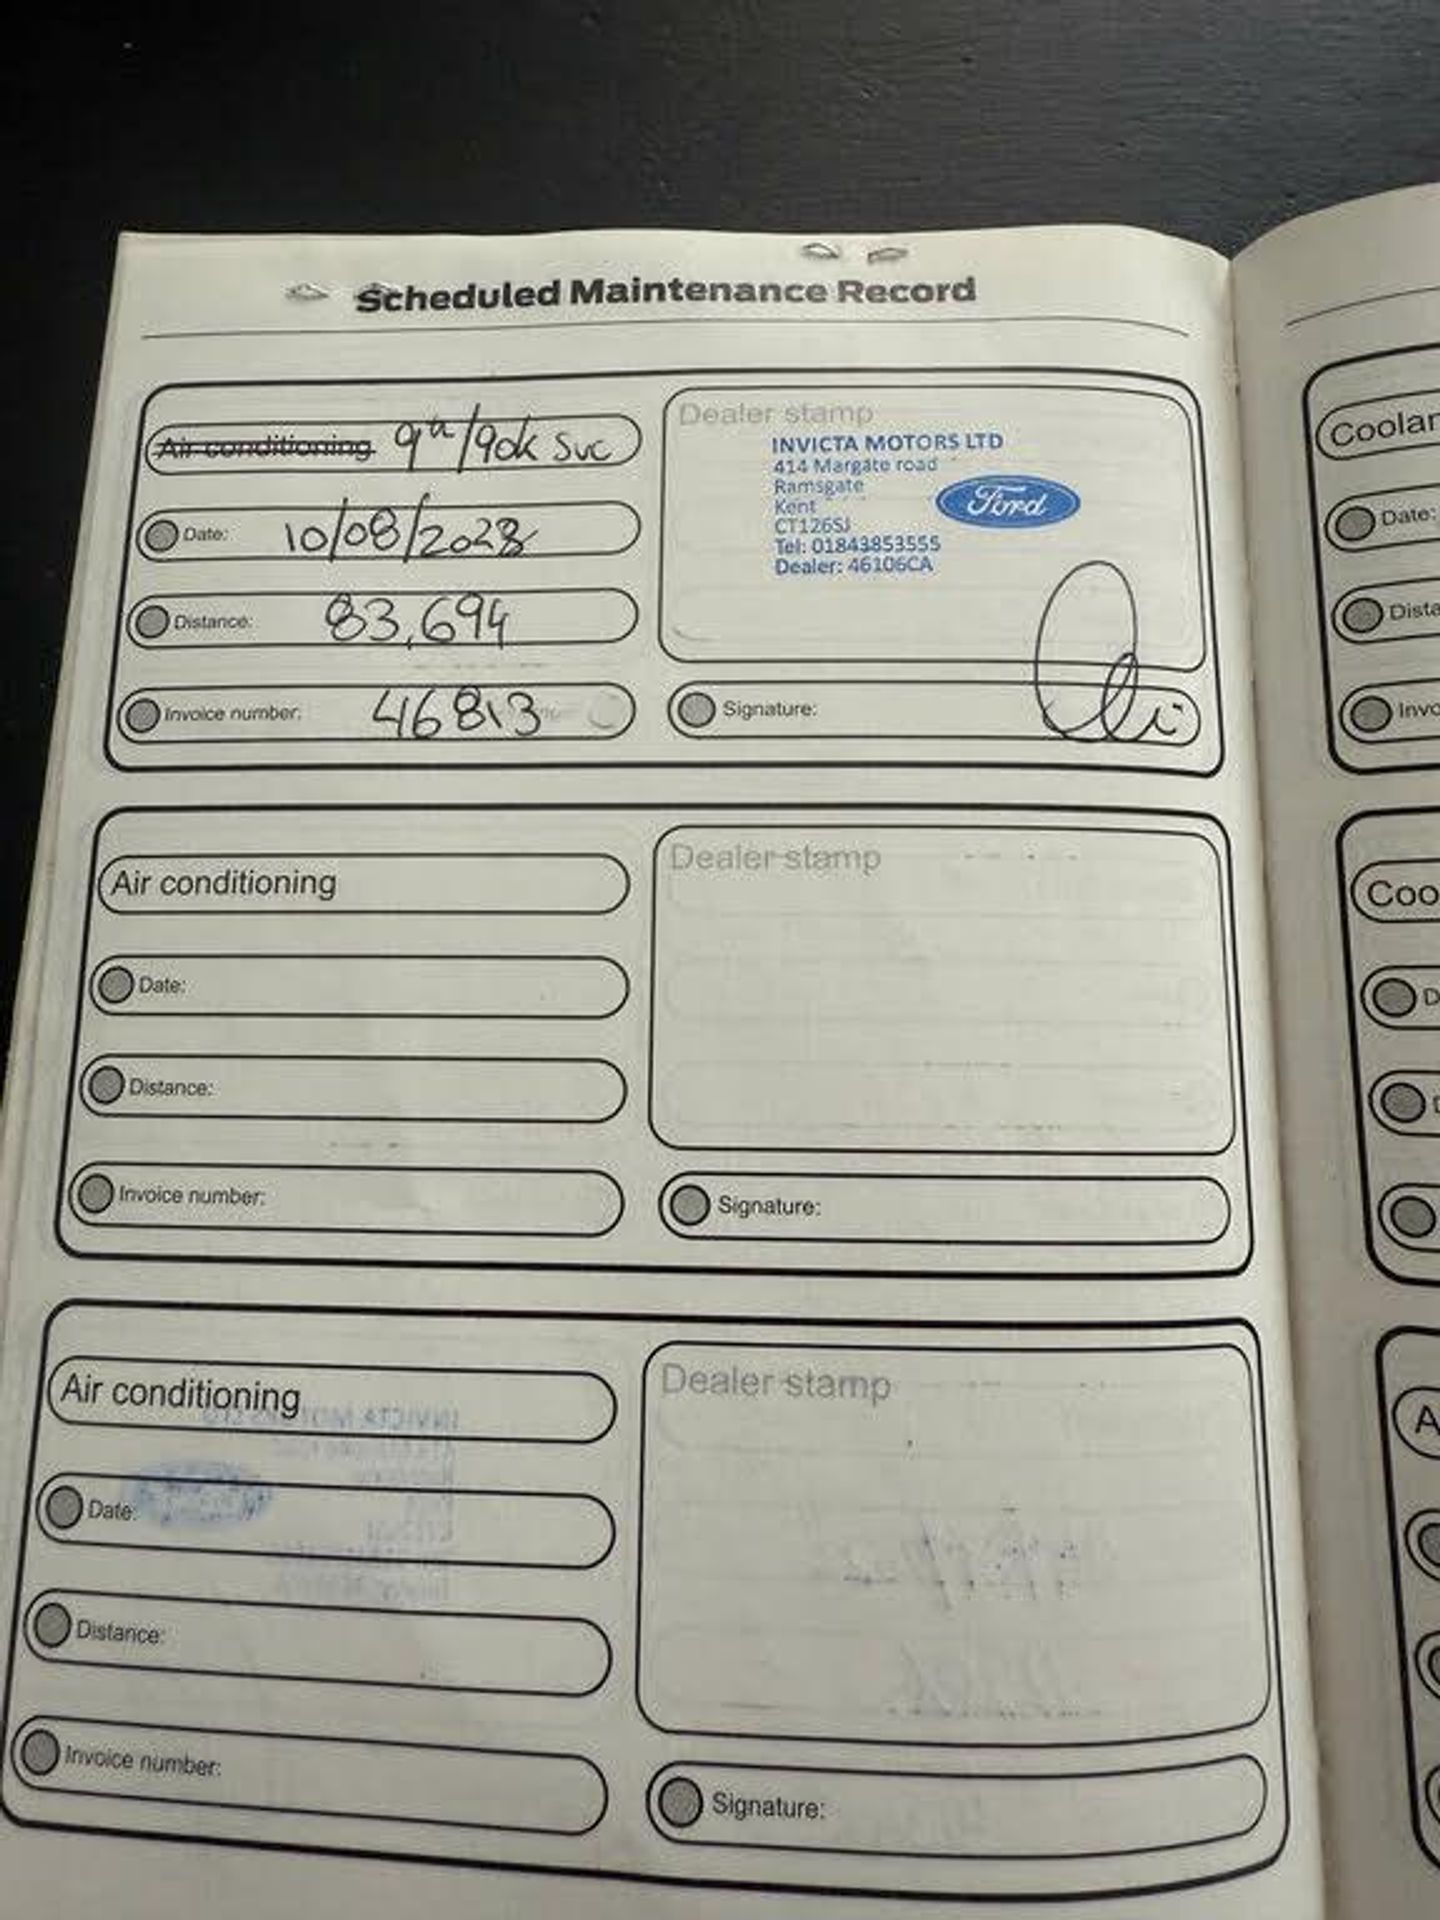 Scheduled Maintenance Record
Air conditioning 9th/90k Svc
Date: 10/08/2023
Distance: 83,694
Invoice number: 46813
Dealer stamp
INVICTA MOTORS LTD
414 Margate road
Ramsgate
Kent
CT126SJ
Tel: 01843853555
Dealer: 46106CA
Ford
Signature:
Air conditioning
Date:
Distance:
Invoice number:
Dealer stamp
Signature:
Air conditioning
Date:
Distance:
Invoice number:
Dealer stamp
Signature:
Coolan
Date:
Dista
Invo
Coo
D
D
A